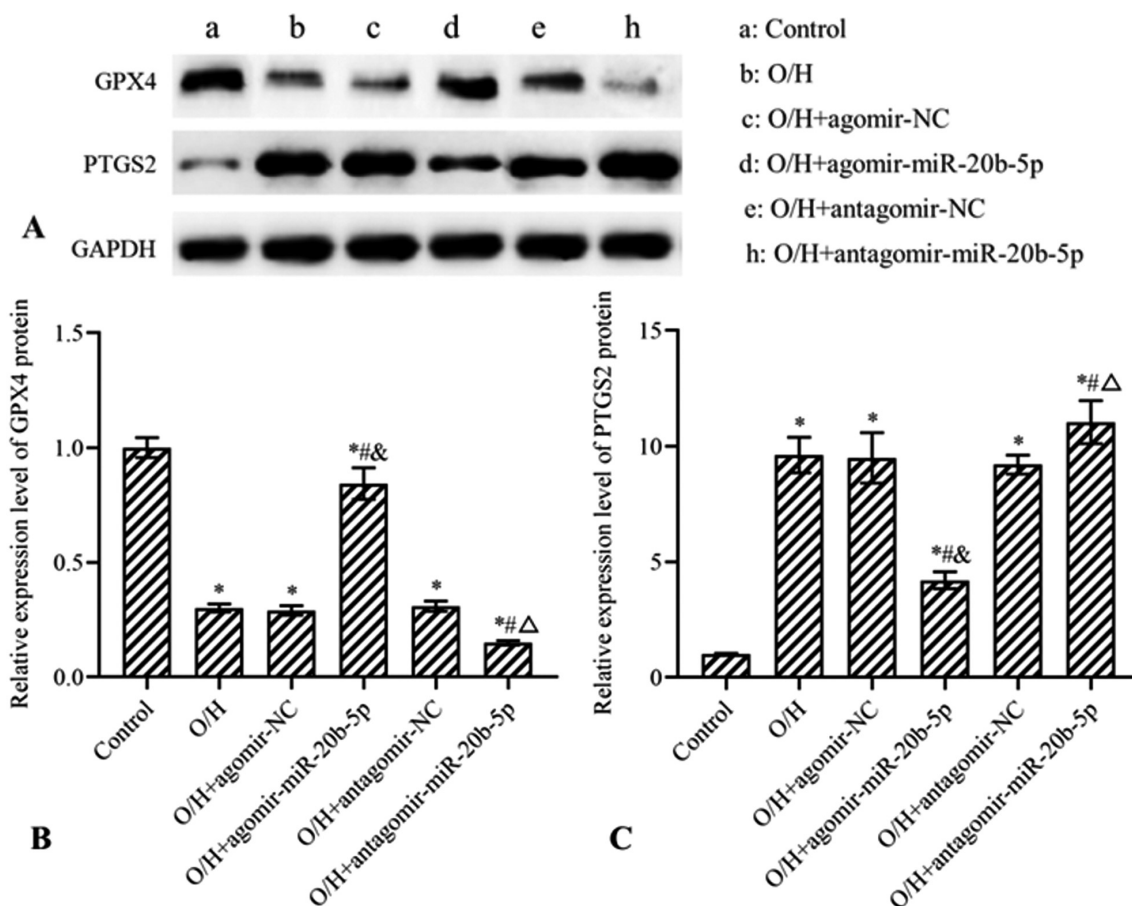 a b c d e h
GPX4
PTGS2
GAPDH
A
a: Control
b: O/H
c: O/H+agomir-NC
d: O/H+agomir-miR-20b-5p
e: O/H+antagomir-NC
h: O/H+antagomir-miR-20b-5p
Relative expression level of GPX4 protein
1.5
1.0
0.5
0.0
*
*
*#&
*
*#△
Control
O/H
O/H+agomir-NC
O/H+agomir-miR-20b-5p
O/H+antagomir-NC
O/H+antagomir-miR-20b-5p
B
Relative expression level of PTGS2 protein
15
10
5
0
*
*
*#&
*
*#△
Control
O/H
O/H+agomir-NC
O/H+agomir-miR-20b-5p
O/H+antagomir-NC
O/H+antagomir-miR-20b-5p
C